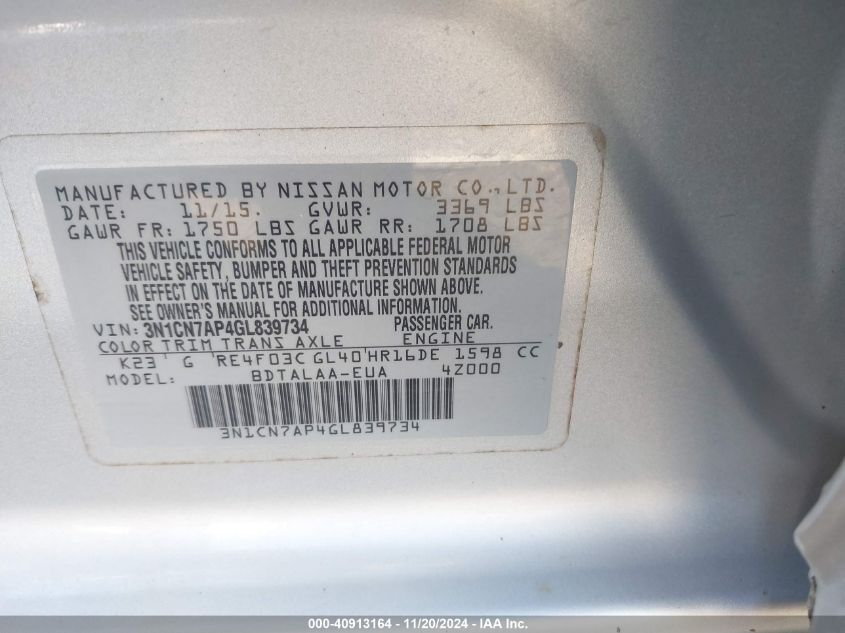 MANUFACTURED BY NISSAN MOTOR CO., LTD.
DATE: 11/15. GVWR: 3369 LBS
GAWR FR: 1750 LBS GAWR RR: 1708 LBS
THIS VEHICLE CONFORMS TO ALL APPLICABLE FEDERAL MOTOR
VEHICLE SAFETY, BUMPER AND THEFT PREVENTION STANDARDS
IN EFFECT ON THE DATE OF MANUFACTURE SHOWN ABOVE.
SEE OWNER'S MANUAL FOR ADDITIONAL INFORMATION.
VIN: 3N1CN7AP4GL839734 PASSENGER CAR.
COLOR TRIM TRANS AXLE ENGINE
K23 G RE4F03C GL40 HR16DE 1598 CC
MODEL: BDTALAA-EUA 4Z000
3N1CN7AP4GL839734
000-40913164 - 11/20/2024 - IAA Inc.